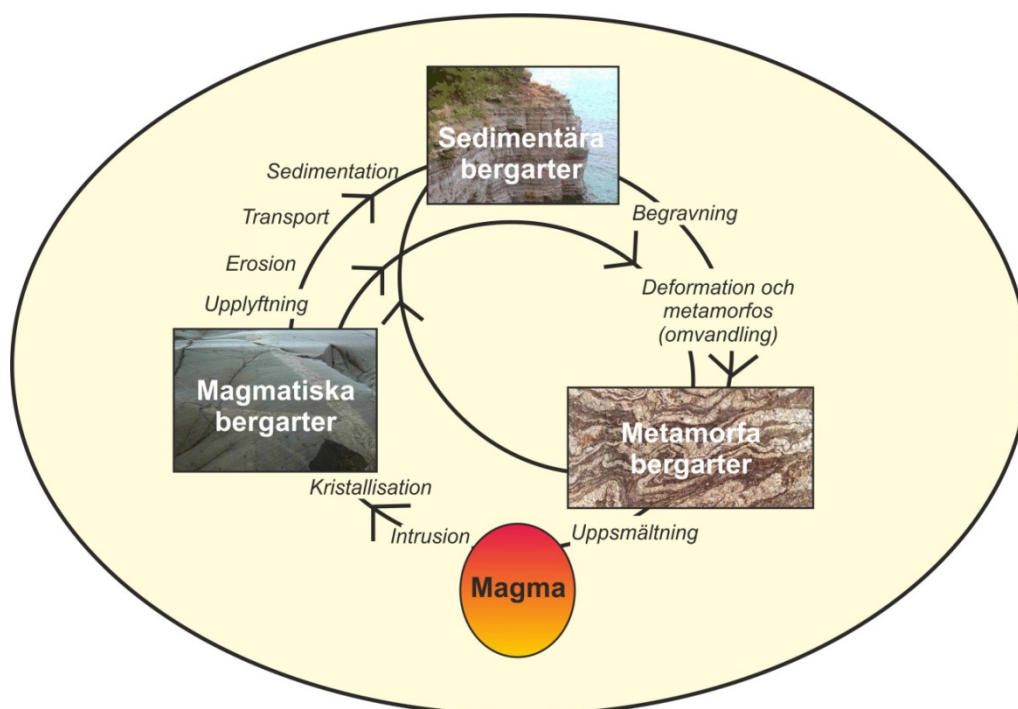 Sedimentära
bergarter
Sedimentation
Transport
Erosion
Upplyftning
Begravning
Deformation och
metamorfos
(omvandling)
Magmatiska
bergarter
Metamorfa
bergarter
Kristallisation
Intrusion
Uppsmältning
Magma